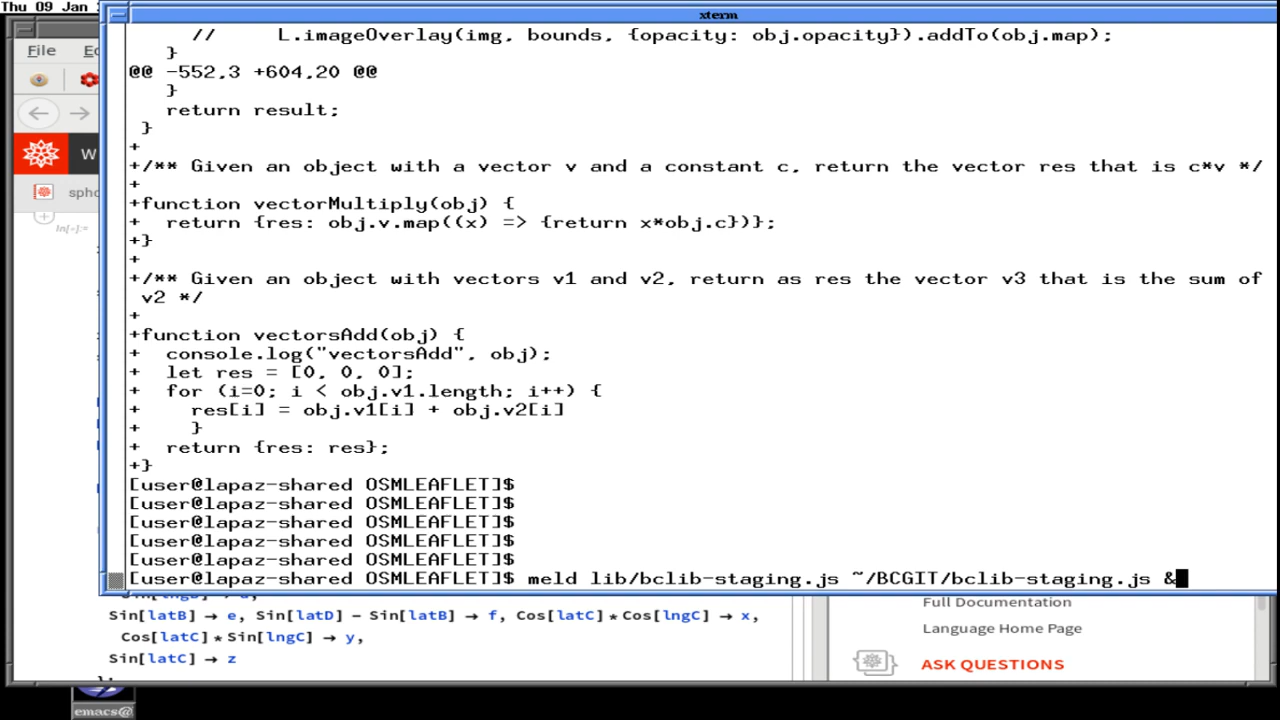 Thu 09 Jan
xterm
File
//     L.imageOverlay(img, bounds, {opacity: obj.opacity}).addTo(obj.map);
}
@@ -552,3 +604,20 @@
}
return result;
}
+
+/** Given an object with a vector v and a constant c, return the vector res that is c*v */
+
+function vectorMultiply(obj) {
+  return {res: obj.v.map((x) => {return x*obj.c})};
+}
+
+/** Given an object with vectors v1 and v2, return as res the vector v3 that is the sum of
v2 */
+
+function vectorsAdd(obj) {
+  console.log("vectorsAdd", obj);
+  let res = [0, 0, 0];
+  for (i=0; i < obj.v1.length; i++) {
+    res[i] = obj.v1[i] + obj.v2[i]
+    }
+  return {res: res};
+}
[user@lapaz-shared OSMLEAFLET]$
[user@lapaz-shared OSMLEAFLET]$
[user@lapaz-shared OSMLEAFLET]$
[user@lapaz-shared OSMLEAFLET]$
[user@lapaz-shared OSMLEAFLET]$
[user@lapaz-shared OSMLEAFLET]$ meld lib/bclib-staging.js ~/BCGIT/bclib-staging.js &
W
spho
In[-]:=
Sin[latB] → e, Sin[latD] - Sin[latB] → f, Cos[latC]*Cos[lngC] → x,
Cos[latC]*Sin[lngC] → y,
Sin[latC] → z
Full Documentation
Language Home Page
ASK QUESTIONS
emacs@